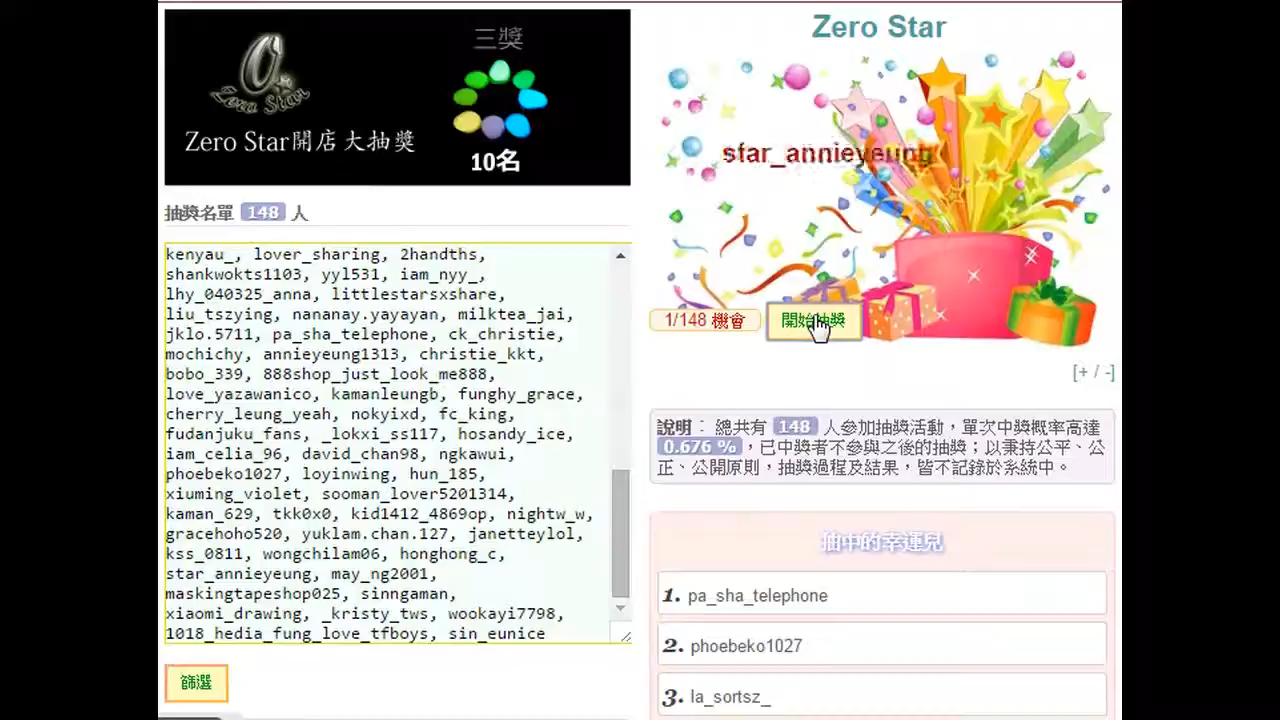 Zero Star
三獎
Zero Star開店大抽獎
10名
抽獎名單 148 人
kenyau_, lover_sharing, 2handths,
shankwokts1103, yyl531, iam_nyy_,
lhy_040325_anna, littlestarsxshare,
liu_tszying, nananay.yayayan, milktea_jai,
jklo.5711, pa_sha_telephone, ck_christie,
mochichy, annieyeung1313, christie_kkt,
bobo_339, 888shop_just_look_me888,
love_yazawanico, kamanleungb, funghy_grace,
cherry_leung_yeah, nokyixd, fc_king,
fudanjuku_fans, _lokxi_ss117, hosandy_ice,
iam_celia_96, david_chan98, ngkawui,
phoebeko1027, loyinwing, hun_185,
xiuming_violet, sooman_lover5201314,
kaman_629, tkk0x0, kid1412_4869op, nightw_w,
gracehoho520, yuklam.chan.127, janetteylol,
kss_0811, wongchilam06, honghong_c,
star_annieyeung, may_ng2001,
maskingtapeshop025, sinngaman,
xiaomi_drawing, _kristy_tws, wookayi7798,
1018_hedia_fung_love_tfboys, sin_eunice
篩選
Zero Star
star_annieyeung
1/148 機會
開始抽獎
[+ / -]
說明： 總共有 148 人參加抽獎活動，單次中獎概率高達
0.676 % ，已中獎者不參與之後的抽獎；以秉持公平、公
正、公開原則，抽獎過程及結果，皆不記錄於系統中。
抽中的幸運兒
1. pa_sha_telephone
2. phoebeko1027
3. la_sortsz_